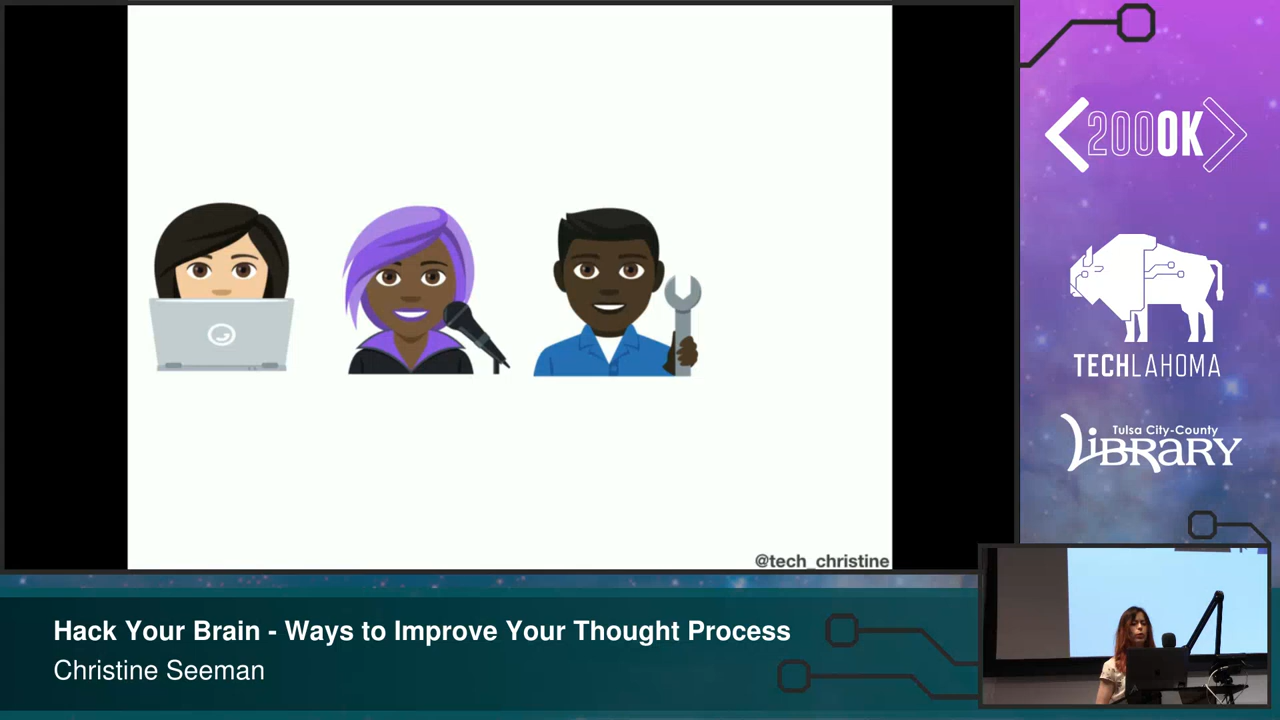 @tech_christine
200OK
TECHLAHOMA
Tulsa City-County
LiBRARY
Hack Your Brain - Ways to Improve Your Thought Process
Christine Seeman